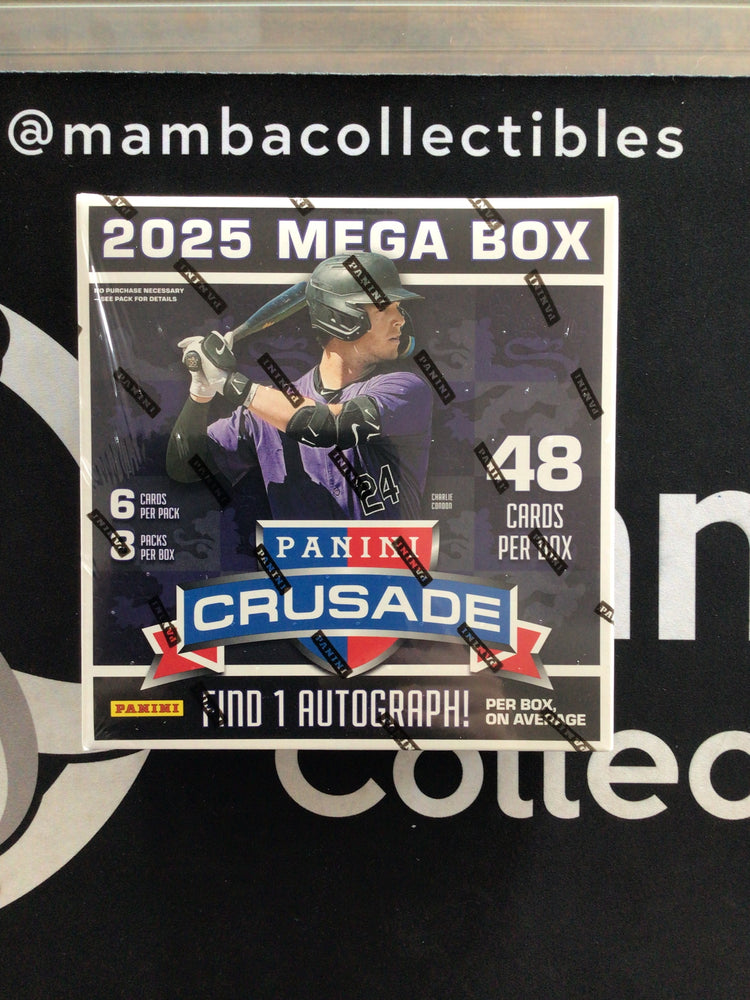 @mambacollectibles
2025 MEGA BOX
NO PURCHASE NECESSARY
SEE PACK FOR DETAILS
24
48
CARDS
PER BOX
6 CARDS
PER PACK
8 PACKS
PER BOX
CHARLIE
CONDON
PANINI
CRUSADE
PANINI
FIND 1 AUTOGRAPH!
PER BOX,
ON AVERAGE
Collec